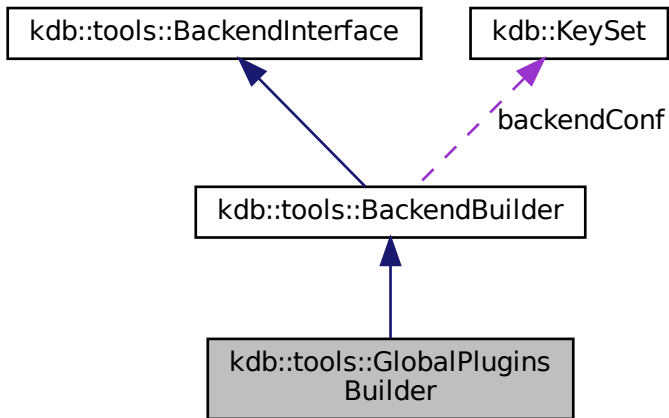 kdb::tools::BackendInterface
kdb::KeySet
backendConf
kdb::tools::BackendBuilder
kdb::tools::GlobalPlugins
Builder